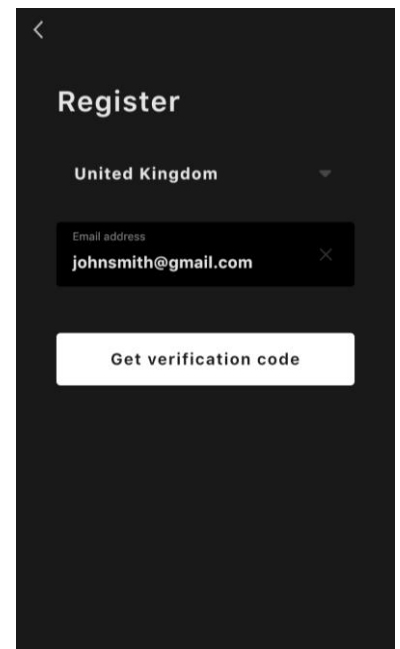 Register
United Kingdom
Email address
johnsmith@gmail.com
Get verification code